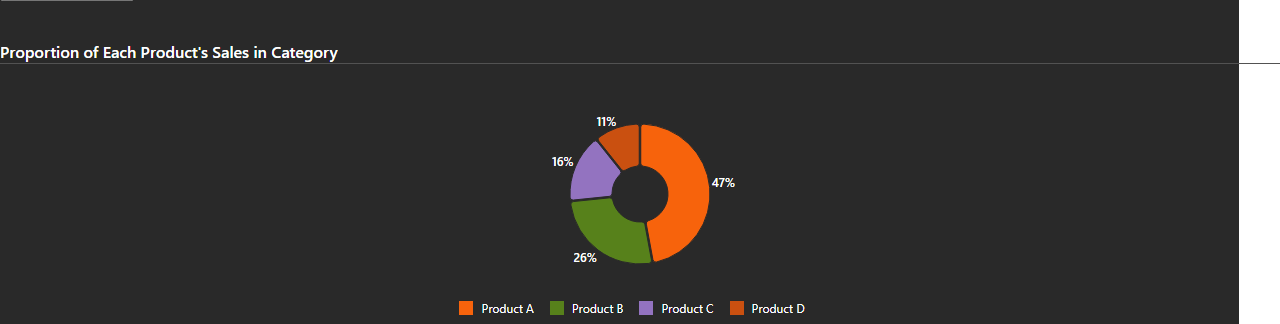 Proportion of Each Product's Sales in Category
11%
16%
47%
26%
Product A Product B Product C Product D